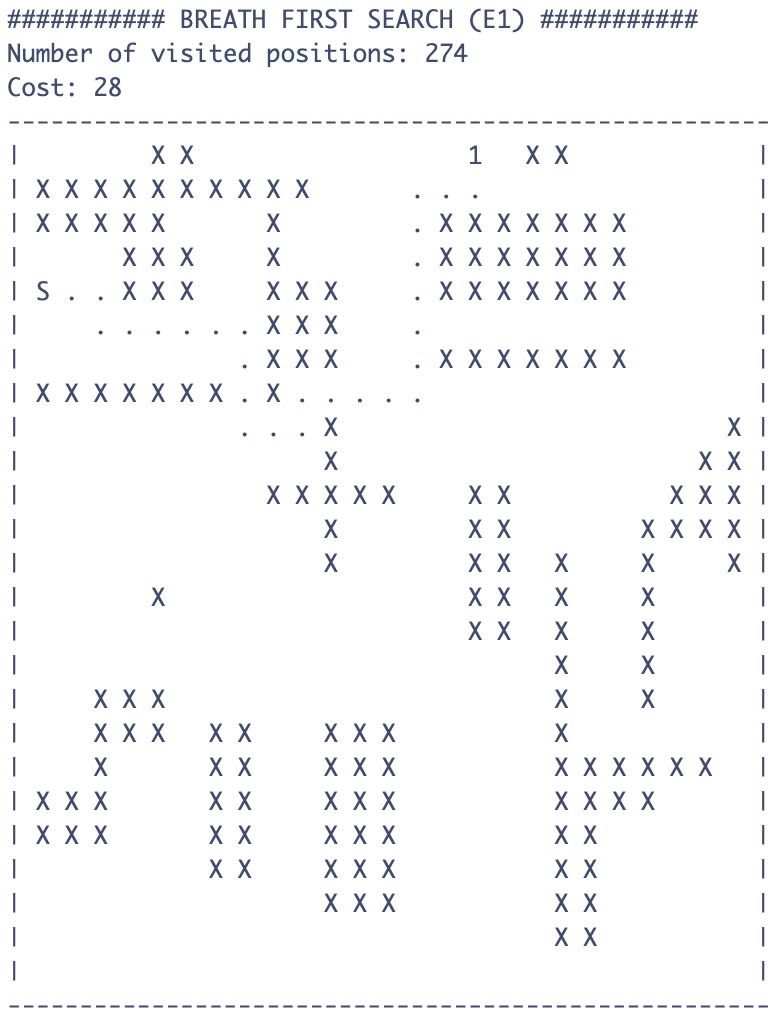 ########### BREATH FIRST SEARCH (E1) ###########
Number of visited positions: 274
Cost: 28
-----------------------------------------------------
|         X X                   1   X X             |
| X X X X X X X X X X       . . .                   |
| X X X X X       X         . X X X X X X X         |
|       X X X     X         . X X X X X X X         |
| S . . X X X     X X X     . X X X X X X X         |
|     . . . . . . X X X     .                       |
|               . X X X     . X X X X X X X         |
| X X X X X X X . X . . . . .                       |
|               . . . X                           X |
|                     X                         X X |
|                 X X X X X     X X           X X X |
|                     X         X X         X X X X |
|                     X         X X   X     X     X |
|         X                     X X   X     X       |
|                               X X   X     X       |
|                                     X     X       |
|     X X X                           X     X       |
|     X X X   X X     X X X           X             |
|     X       X X     X X X           X X X X X X   |
| X X X       X X     X X X           X X X X       |
| X X X       X X     X X X           X X           |
|             X X     X X X           X X           |
|                     X X X           X X           |
|                                     X X           |
|                                                   |
-----------------------------------------------------